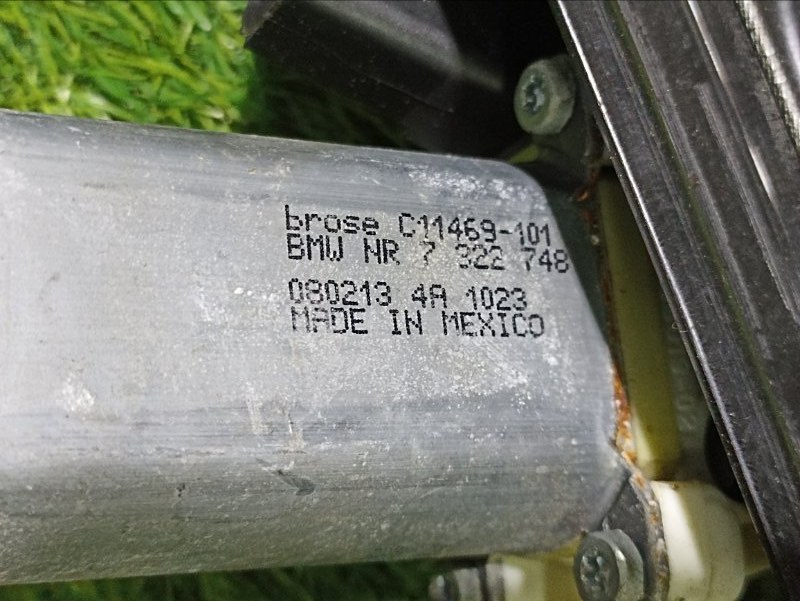 brose C11469-101
BMW NR 7 322 748
080213 4A 1023
MADE IN MEXICO